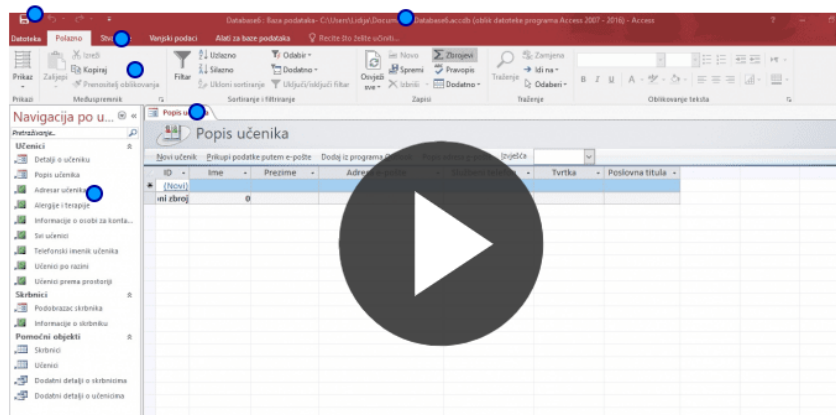 Database6 : Baza podataka- C:\Users\Lidija\Docum Database6.accdb (oblik datoteke programa Access 2007 - 2016) - Access
Datoteka Polazno Vanjski podaci Alati za baze podataka Recite što želite učiniti...
Prikaz
Zalijepi
Izreži
Kopiraj
Prenositelj oblikovanja
Filtar
Uzlazno
Silazno
Ukloni sortiranje
Odabir
Dodatno
Uključi/isključi filtar
Osvježi sve
Novo
Spremi
Izbriši
Zbrojevi
Pravopis
Dodatno
Traženje
Zamjena
Idi na
Odaberi
B I U A
Prikazi Međuspremnik Sortiranje i filtriranje Zapisi Traženje Oblikovanje teksta
Navigacija po u...
Pretraživanje..
Učenici
Detalji o učeniku
Popis učenika
Adresar učenika
Alergije i terapije
Informacije o osobi za konta...
Svi učenici
Telefonski imenik učenika
Učenici po razini
Učenici prema prostoriji
Skrbnici
Podobrazac skrbnika
Informacije o skrbniku
Pomoćni objekti
Skrbnici
Učenici
Dodatni detalji o skrbnicima
Dodatni detalji o učenicima
Popis
Popis učenika
Novi učenik Prikupi podatke putem e-pošte Dodaj iz programa Izvješća
ID Ime Prezime Tvrtka Poslovna titula
(Novi)
ni zbroj 0